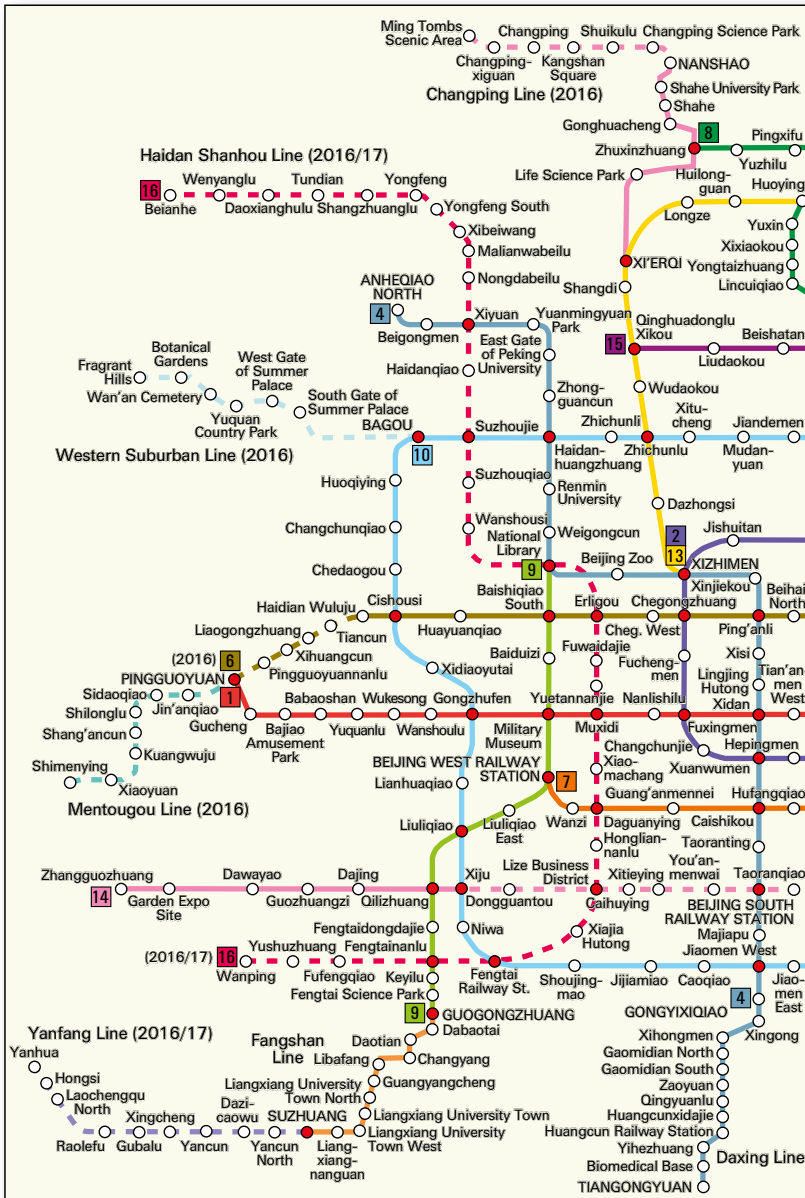 Ming Tombs
Scenic Area
Changping
Shuikulu
Changping Science Park
Changping-
xiguan
Kangshan
Square
NANSHAO
Changping Line (2016)
Shahe University Park
Shahe
Gonghuacheng
8
Pingxifu
Zhuxinzhuang
Yuzhilu
Haidan Shanhou Line (2016/17)
16
Wenyanglu
Tundian
Yongfeng
Beianhe
Daoxianghulu
Shangzhuanglu
Life Science Park
Huilong-
guan
Huoying
Yongfeng South
Longze
Xibeiwang
Yuxin
Malianwabeilu
Xixiaokou
XI'ERQI
Yongtaizhuang
Nongdabeilu
Lincuiqiao
ANHEQIAO
NORTH
Shangdi
4
Xiyuan
Yuanmingyuan
Park
Qinghuadonglu
Xikou
Beishatan
Beigongmen
East Gate
of Peking
University
15
Liudaokou
Botanical
Gardens
West Gate
of Summer
Palace
Fragrant
Hills
Haidanqiao
Wudaokou
Wan'an Cemetery
South Gate of
Summer Palace
Zhong-
guancun
Yuquan
Country Park
BAGOU
Suzhoujie
Zhichunli
Xitu-
cheng
Jiandemen
Western Suburban Line (2016)
10
Haidan-
huangzhuang
Zhichunlu
Mudan-
yuan
Huoqiying
Suzhouqiao
Renmin
University
Dazhongsi
Changchunqiao
Wanshousi
National
Library
Weigongcun
2
Jishuitan
13
Chedaogou
9
Beijing Zoo
XIZHIMEN
Xinjiekou
Haidian Wuluju
Cishousi
Baishiqiao
South
Erligou
Chegongzhuang
Beihai
North
Liaogongzhuang
Tiancun
Huayuanqiao
Cheg. West
Ping'anli
(2016)
6
Xihuangcun
Baiduizi
Fuwaidajie
Xisi
PINGGUOYUAN
Pingguoyuannanlu
Xidiaoyutai
Fucheng-
men
Lingjing
Hutong
Tian'an-
men
West
Sidaoqiao
Jin'anqiao
1
Babaoshan
Wukesong
Gongzhufen
Yuetannanjie
Nanlishilu
Xidan
Shilonglu
Gucheng
Bajiao
Amusement
Park
Yuquanlu
Wanshoulu
Military
Museum
Muxidi
Fuxingmen
Shang'ancun
Changchunjie
Hepingmen
Kuangwuju
BEIJING WEST RAILWAY
STATION
Xiao-
machang
Xuanwumen
Shimenying
Xiaoyuan
Lianhuaqiao
7
Guang'anmennei
Hufangqiao
Mentougou Line (2016)
Liuliqiao
Liuliqiao
East
Wanzi
Daguanying
Caishikou
Honglian-
nanlu
Taoranting
Zhangguozhuang
Dawayao
Dajing
Xiju
Lize Business
District
Xitieying
You'an-
menwai
Taoranqiao
14
Garden Expo
Site
Guozhuangzi
Qilizhuang
Dongguantou
Caihuying
BEIJING SOUTH
RAILWAY STATION
Fengtaidongdajie
Niwa
Xiajia
Hutong
Majiapu
(2016/17)
16
Yushuzhuang
Fengtainanlu
Jiaomen West
Wanping
Fufengqiao
Keyilu
Fengtai
Railway St.
Shoujing-
mao
Jijiamiao
Caoqiao
Jiao-
men
East
Fengtai Science Park
4
9
GUOGONGZHUANG
GONGYIXIQIAO
Yanfang Line (2016/17)
Fangshan
Line
Dabaotai
Xingong
Daotian
Xihongmen
Yanhua
Libafang
Changyang
Gaomidian North
Hongsi
Liangxiang University
Town North
Guangyangcheng
Gaomidian South
Laochengqu
North
Zaoyuan
Xingcheng
Dazi-
caowu
SUZHUANG
Liangxiang University Town
Qingyuanlu
Huangcunxidajie
Raolefu
Gubalu
Yancun
Yancun
North
Liang-
xiang-
nanguan
Liangxiang University
Town West
Huangcun Railway Station
Yihezhuang
Daxing Line
Biomedical Base
TIANGONGYUAN